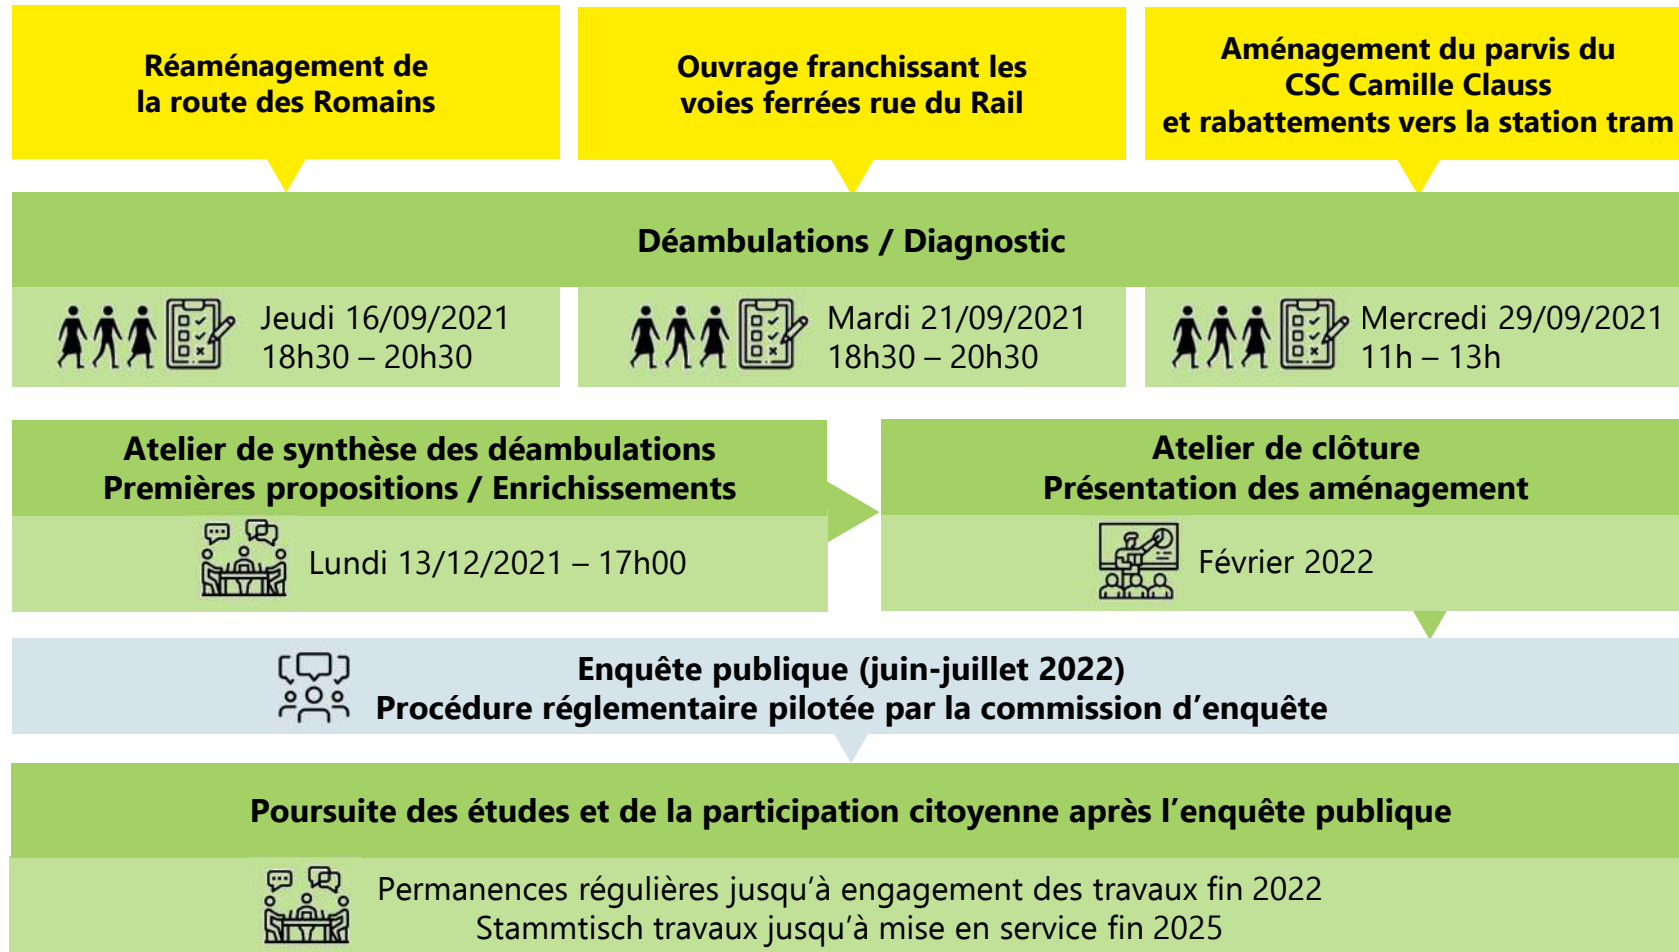 Réaménagement de
la route des Romains
Ouvrage franchissant les
voies ferrées rue du Rail
Aménagement du parvis du
CSC Camille Clauss
et rabattements vers la station tram
Déambulations / Diagnostic
Jeudi 16/09/2021
18h30 – 20h30
Mardi 21/09/2021
18h30 – 20h30
Mercredi 29/09/2021
11h – 13h
Atelier de synthèse des déambulations
Premières propositions / Enrichissements
Lundi 13/12/2021 – 17h00
Atelier de clôture
Présentation des aménagement
Février 2022
Enquête publique (juin-juillet 2022)
Procédure réglementaire pilotée par la commission d’enquête
Poursuite des études et de la participation citoyenne après l’enquête publique
Permanences régulières jusqu’à engagement des travaux fin 2022
Stammtisch travaux jusqu’à mise en service fin 2025